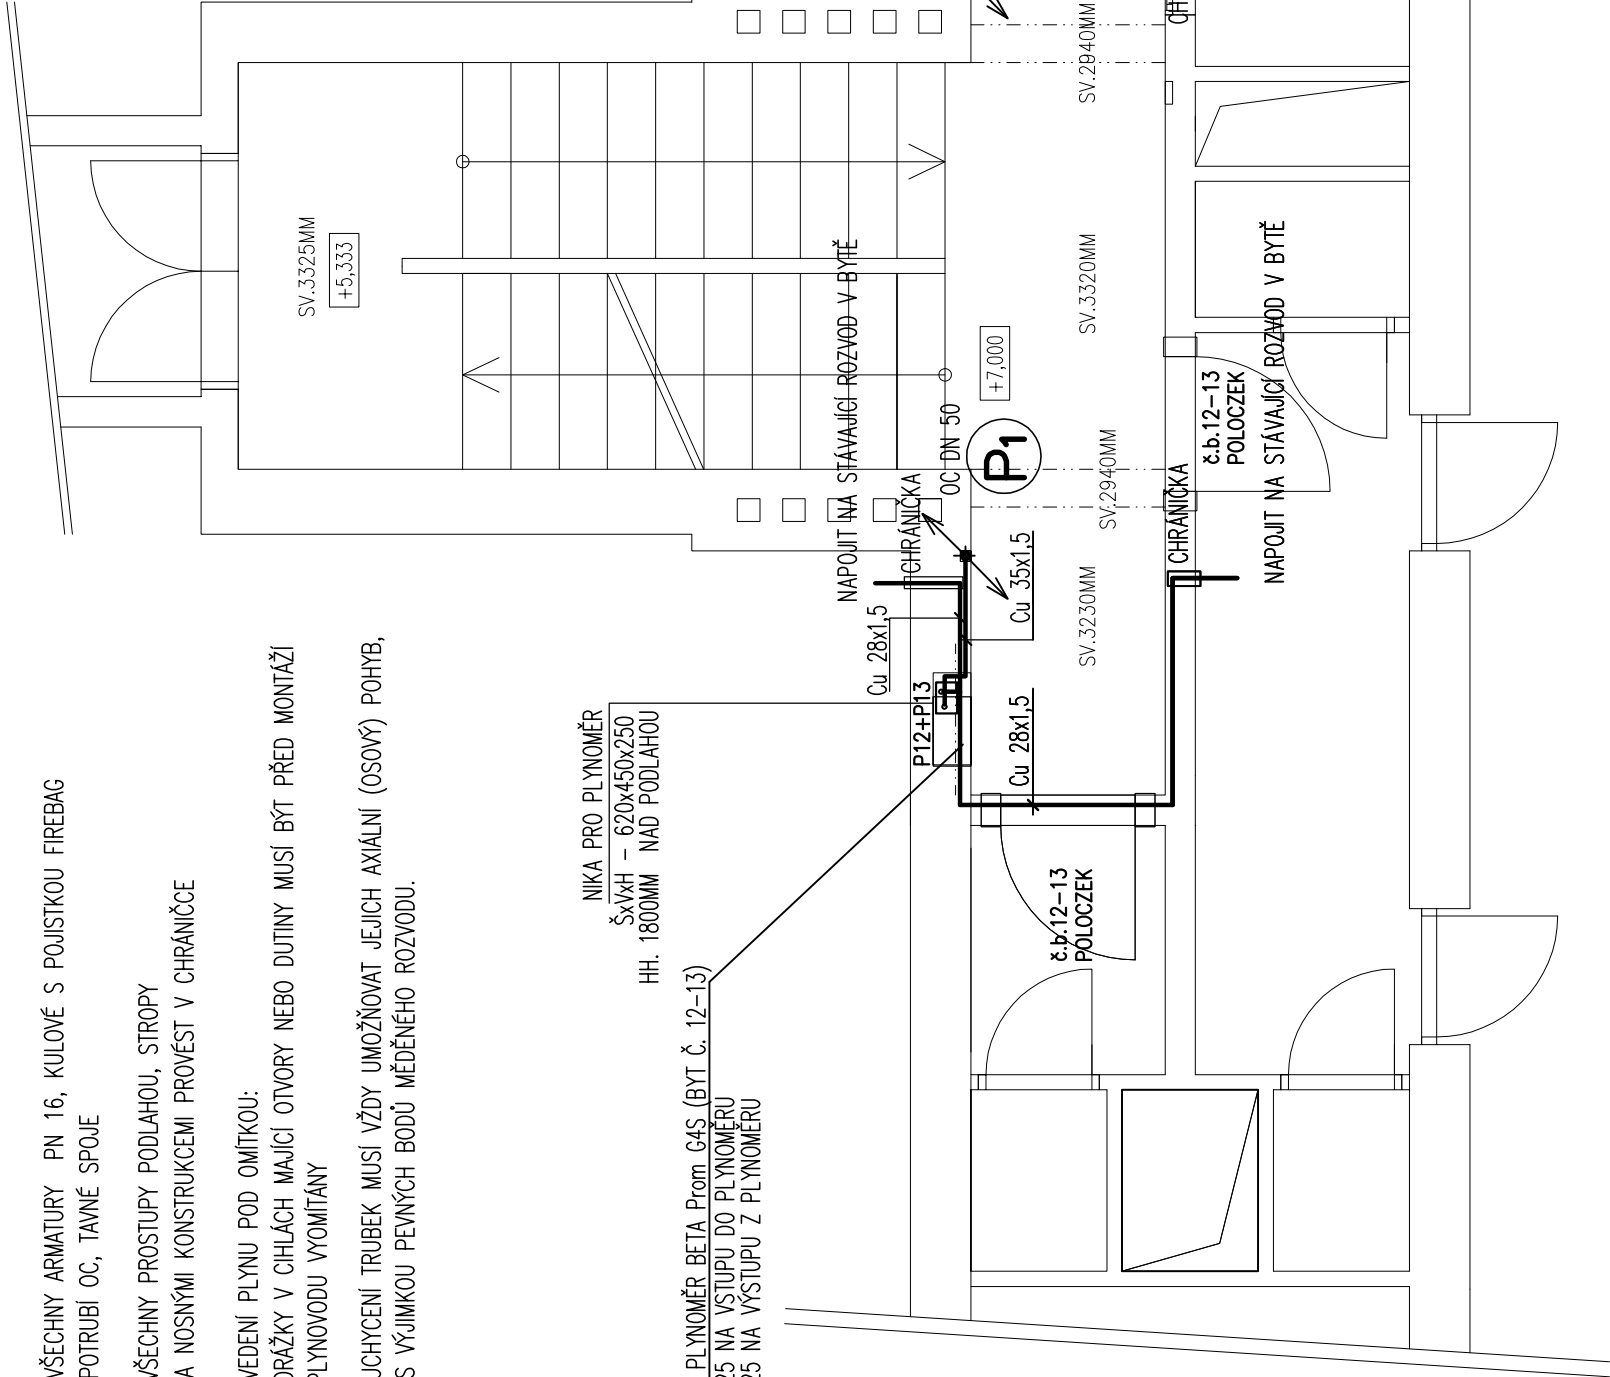 VŠECHNY ARMATURY PN 16, KULOVÉ S POJISTKOU FIREBAG
POTRUBÍ OC, TAVNÉ SPOJE
VŠECHNY PROSTUPY PODLAHOU, STROPY
A NOSNÝMI KONSTRUKCEMI PROVÉST V CHRÁNIČCE
VEDENÍ PLYNU POD OMÍTKOU:
DRÁŽKY V CIHLÁCH MAJÍCÍ OTVORY NEBO DUTINY MUSÍ BÝT PŘED MONTÁŽÍ
PLYNOVODU VYOMÍTÁNY
UCHYCENÍ TRUBEK MUSÍ VŽDY UMOŽŇOVAT JEJICH AXIÁLNÍ (OSOVÝ) POHYB,
S VÝJIMKOU PEVNÝCH BODŮ MĚDĚNÉHO ROZVODU.
SV.3325MM
+5,333
NIKA PRO PLYNOMĚR
ŠxVxH – 620x450x250
HH. 1800MM NAD PODLAHOU
PLYNOMĚR BETA Prom G4S (BYT Č. 12-13)
25 NA VSTUPU DO PLYNOMĚRU
25 NA VÝSTUPU Z PLYNOMĚRU
NAPOJIT NA STÁVAJÍCÍ ROZVOD V BYTĚ
Cu 28x1,5
CHRÁNIČKA
P12+P13
OC DN 50
+7,000
P1
Cu 35x1,5
Cu 28x1,5
SV.2940MM
SV.3320MM
SV.2940MM
SV.3230MM
č.b.12-13
POLOCZEK
CH
CHRÁNIČKA
č.b.12-13
POLOCZEK
NAPOJIT NA STÁVAJÍCÍ ROZVOD V BYTĚ